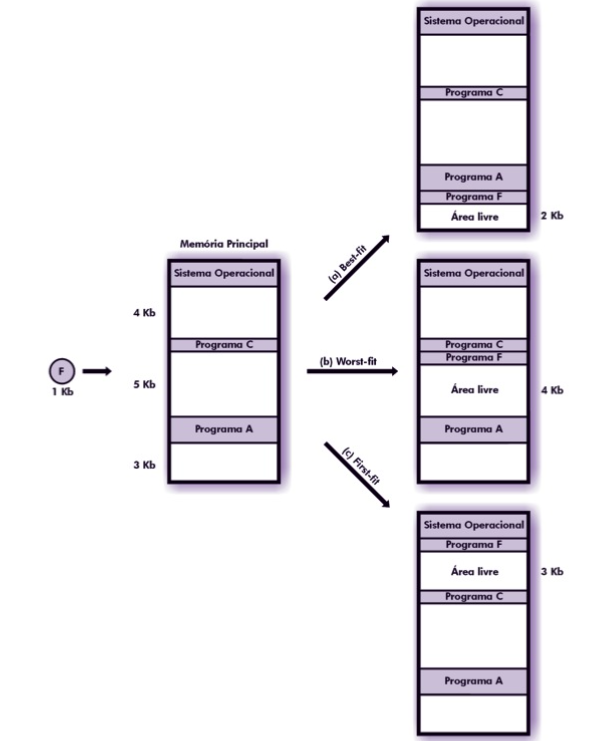 Sistema Operacional
Programa C
Programa A
Programa F
Área livre
2 Kb
(a) Best-fit
Memória Principal
Sistema Operacional
4 Kb
Programa C
F
1 Kb
5 Kb
Programa A
3 Kb
(b) Worst-fit
Sistema Operacional
Programa C
Programa F
Área livre
4 Kb
Programa A
(c) First-fit
Sistema Operacional
Programa F
Área livre
3 Kb
Programa C
Programa A